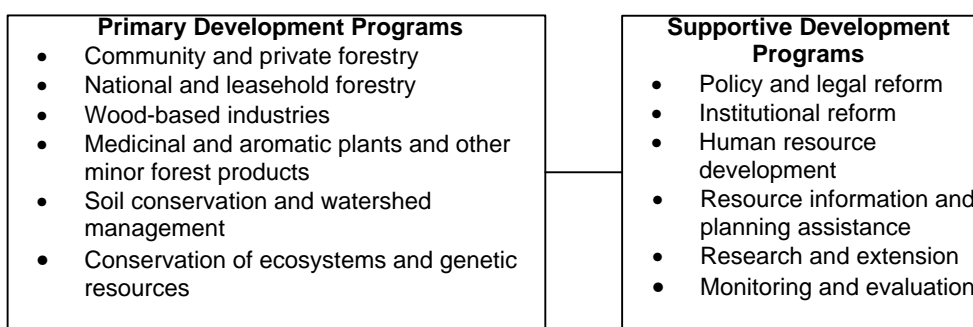 Primary Development Programs
• Community and private forestry
• National and leasehold forestry
• Wood-based industries
• Medicinal and aromatic plants and other
minor forest products
• Soil conservation and watershed
management
• Conservation of ecosystems and genetic
resources
Supportive Development
Programs
• Policy and legal reform
• Institutional reform
• Human resource
development
• Resource information and
planning assistance
• Research and extension
• Monitoring and evaluation